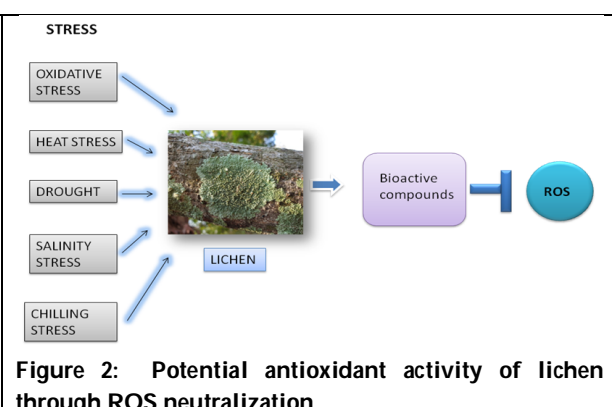 STRESS
OXIDATIVE
STRESS
HEAT STRESS
DROUGHT
SALINITY
STRESS
CHILLING
STRESS
LICHEN
Bioactive
compounds
ROS
Figure 2: Potential antioxidant activity of lichen
through ROS neutralization